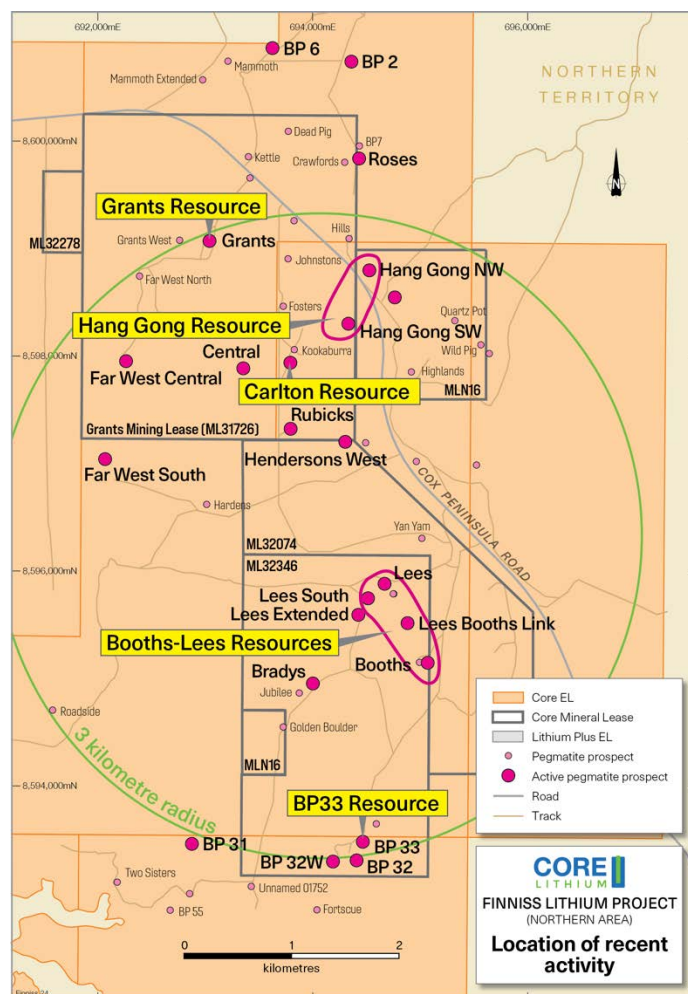 692,000mE
694,000mE
696,000mE
BP 6
Mammoth
BP 2
Mammoth Extended
NORTHERN
TERRITORY
8,600,000mN
Dead Pig
BP7
Kettle
Crawfords
Roses
N
Grants Resource
ML32278
Grants West
Grants
Hills
Johnstons
Hang Gong NW
Far West North
Fosters
Quartz Pot
Hang Gong Resource
Hang Gong SW
8,598,000mN
Central
Kookaburra
Wild Pig
Far West Central
Highlands
Carlton Resource
MLN16
Rubicks
Grants Mining Lease (ML31726)
Hendersons West
Far West South
COX PENINSULA ROAD
Hardens
Yan Yam
ML32074
8,596,000mN
ML32346
Lees
Lees South
Lees Extended
Lees Booths Link
Booths-Lees Resources
Booths
Bradys
Jubilee
Roadside
Golden Boulder
3 kilometre radius
MLN16
8,594,000mN
BP33 Resource
BP 31
BP 33
BP 32W
BP 32
Two Sisters
Unnamed 01752
BP 55
Fortscue
0 1 2
kilometres
Core EL
Core Mineral Lease
Lithium Plus EL
Pegmatite prospect
Active pegmatite prospect
Road
Track
CORE
LITHIUM
FINNISS LITHIUM PROJECT
(NORTHERN AREA)
Location of recent
activity